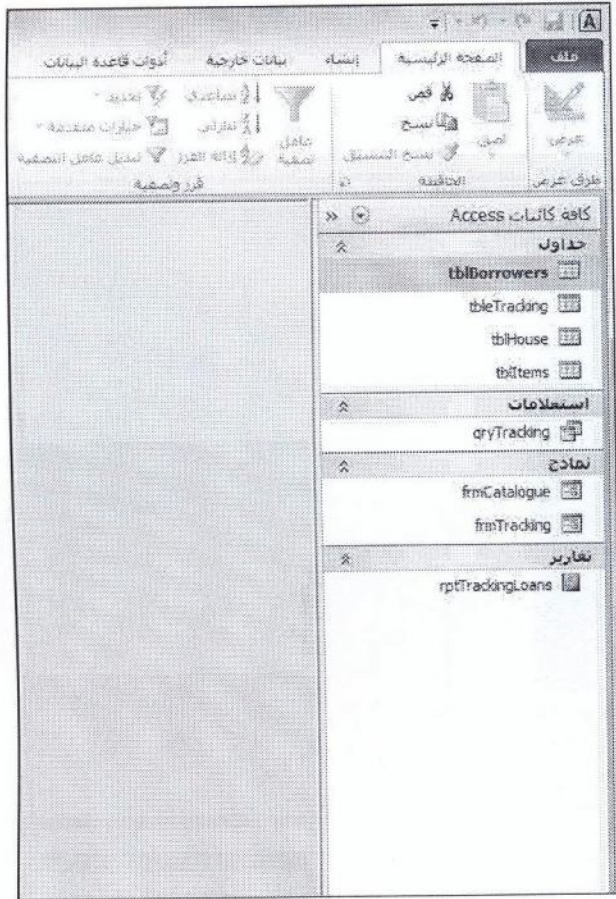 ملف الصفحة الرئيسية إنشاء بيانات خارجية أدوات قاعدة البيانات
عرض
لصق
قص
نسخ
نسخ التنسيق
عامل تصفية
تصاعدي
تنازلي
إزالة الفرز
تحديد
خيارات متقدمة
تبديل عامل التصفية
طرق عرض الحافظة فرز وتصفية
كافة كائنات Access
جداول
tblBorrowers
tbleTracking
tblHouse
tblItems
استعلامات
qryTracking
نماذج
frmCatalogue
frmTracking
تقارير
rptTrackingLoans